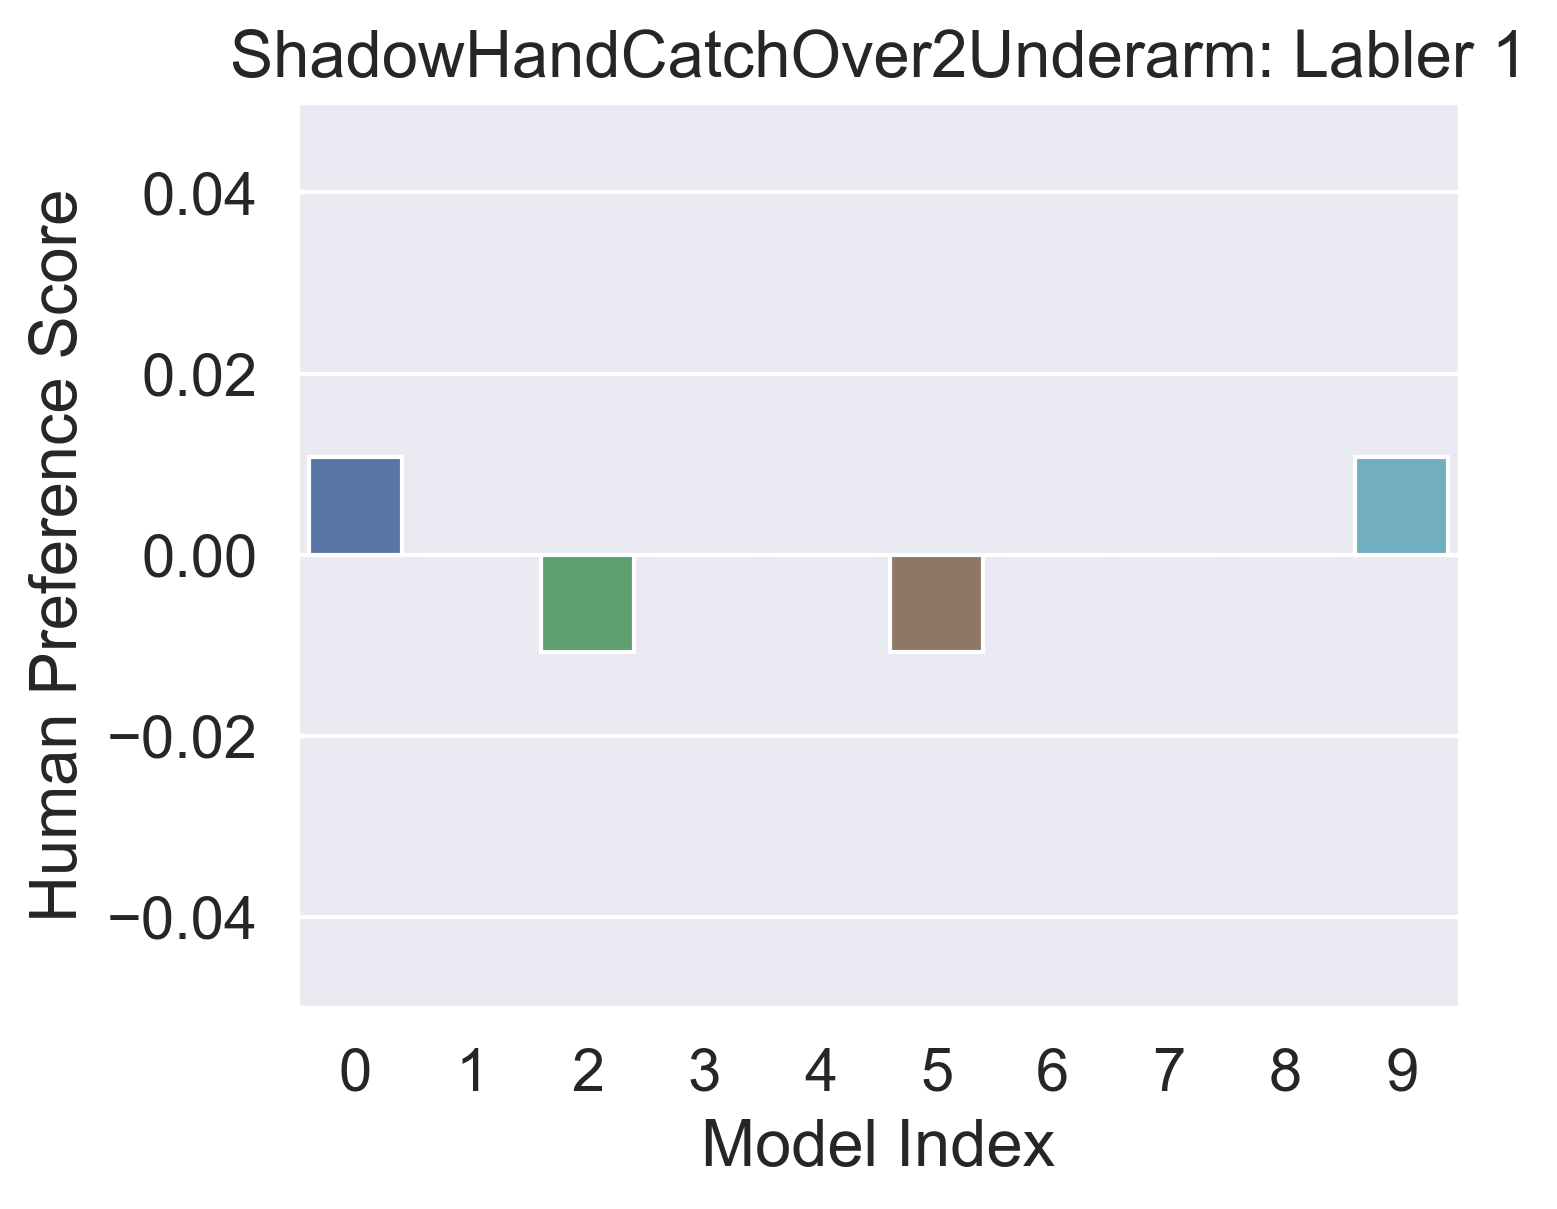 ShadowHandCatchOver2Underarm: Labler 1
Human Preference Score
0.04
0.02
0.00
−0.02
−0.04
0 1 2 3 4 5 6 7 8 9
Model Index